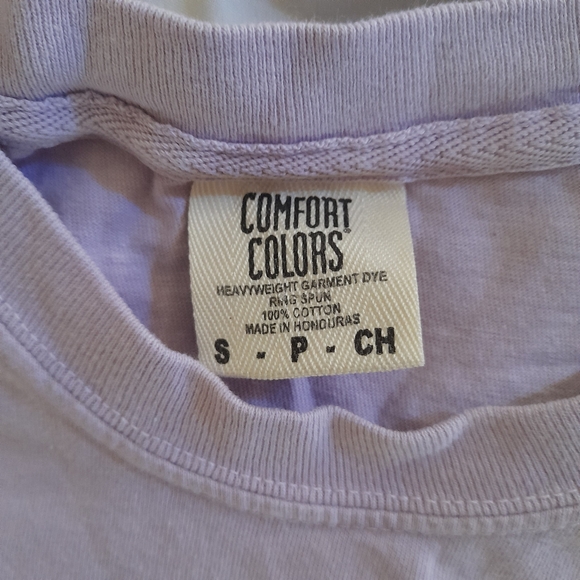 COMFORT
COLORS®
HEAVYWEIGHT GARMENT DYE
RING SPUN
100% COTTON
MADE IN HONDURAS
S - P - CH